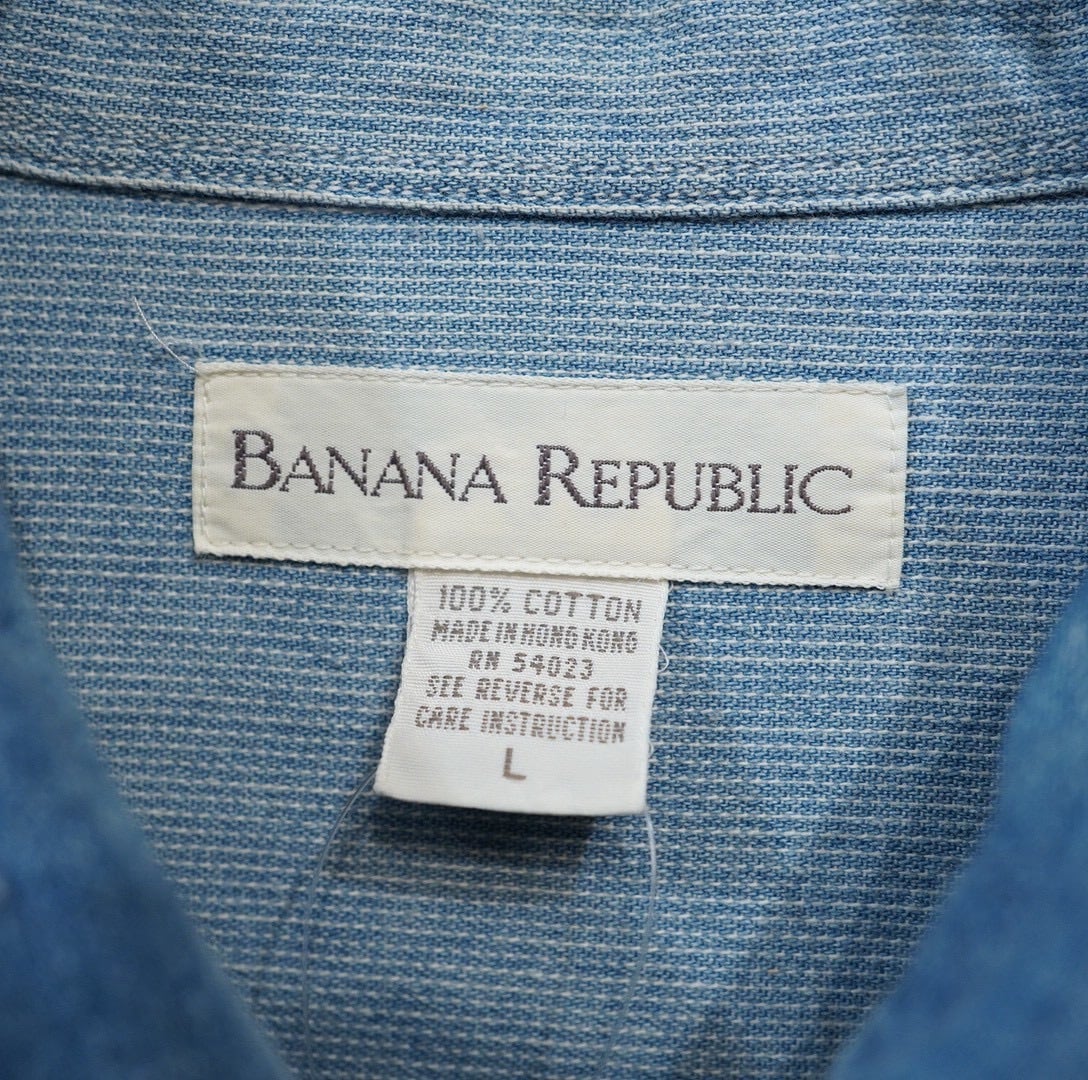 BANANA REPUBLIC
100% COTTON
MADE IN HONG KONG
RN 54023
SEE REVERSE FOR
CARE INSTRUCTION
L